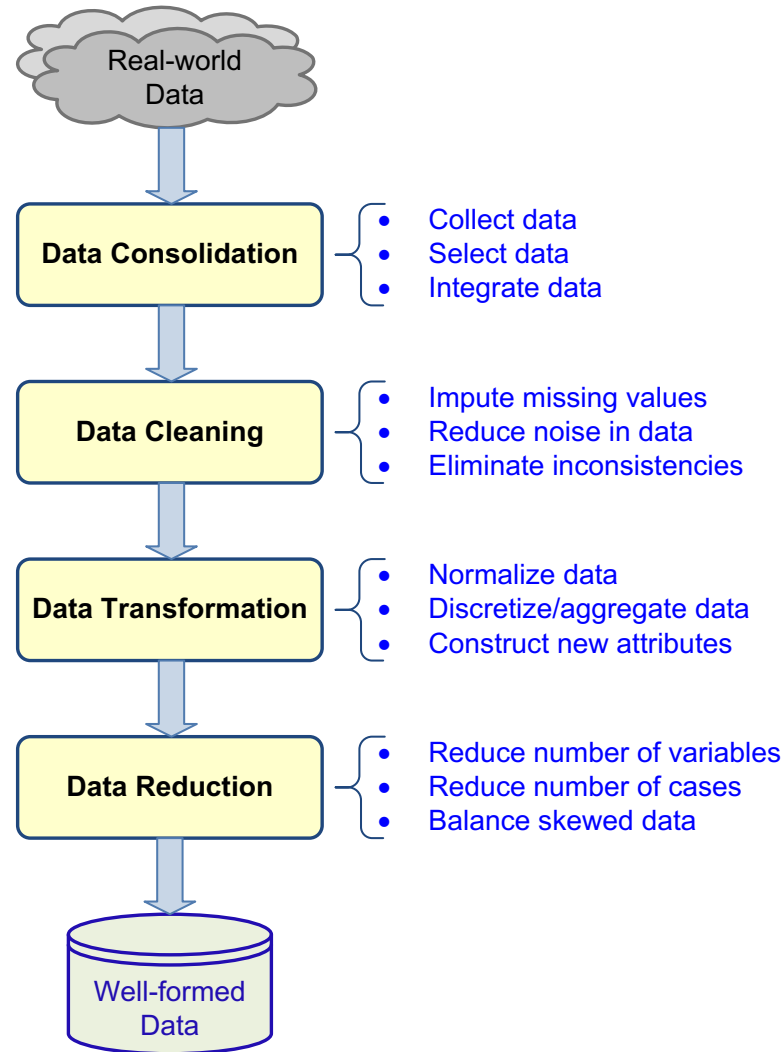 Real-world
Data
Data Consolidation
• Collect data
• Select data
• Integrate data
Data Cleaning
• Impute missing values
• Reduce noise in data
• Eliminate inconsistencies
Data Transformation
• Normalize data
• Discretize/aggregate data
• Construct new attributes
Data Reduction
• Reduce number of variables
• Reduce number of cases
• Balance skewed data
Well-formed
Data